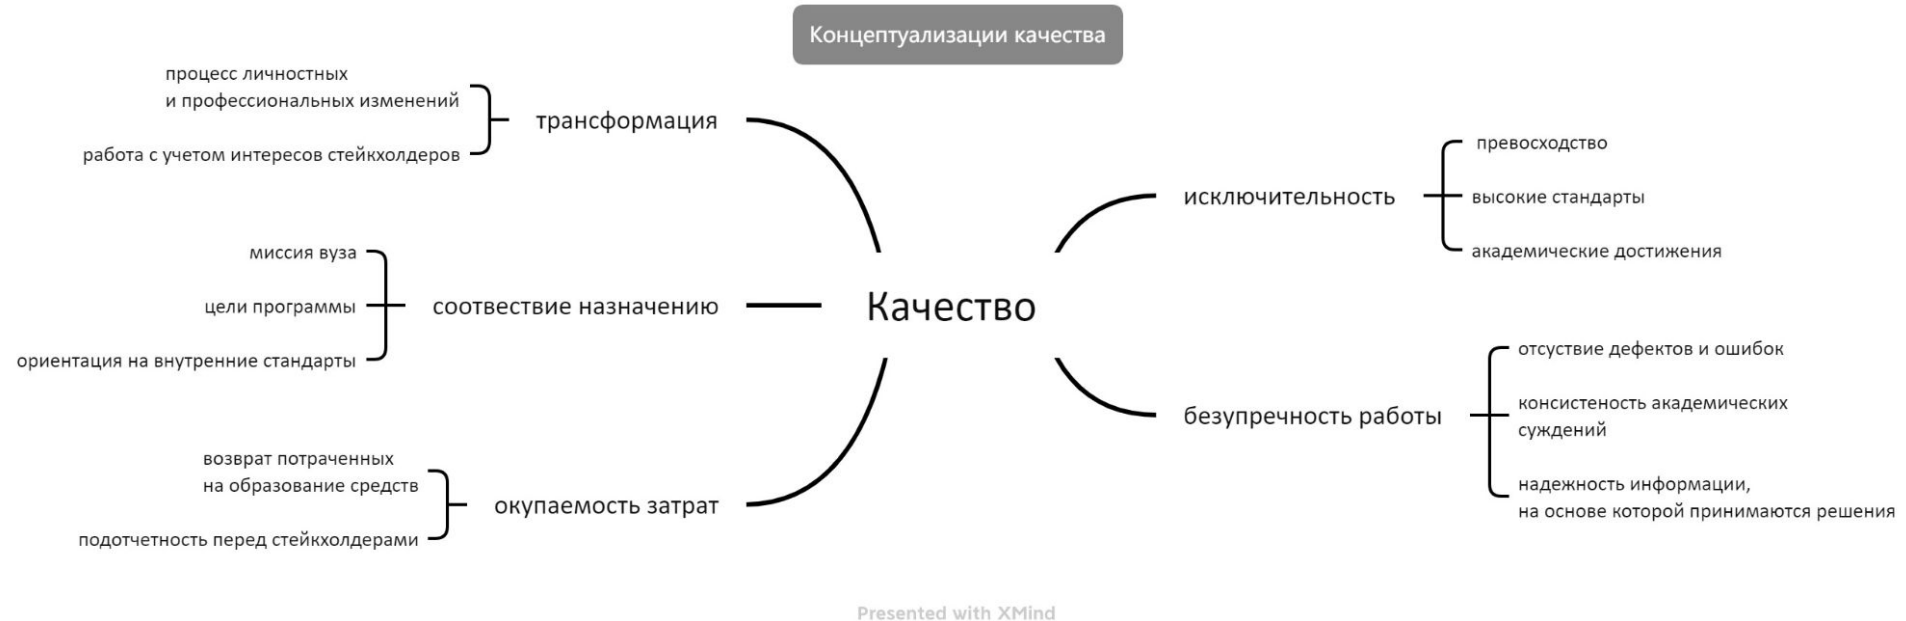 Концептуализации качества
процесс личностных
и профессиональных изменений
работа с учетом интересов стейкхолдеров
трансформация
миссия вуза
цели программы
ориентация на внутренние стандарты
соотвествие назначению
возврат потраченных
на образование средств
подотчетность перед стейкхолдерами
окупаемость затрат
Качество
исключительность
превосходство
высокие стандарты
академические достижения
безупречность работы
отсуствие дефектов и ошибок
консистеность академических
суждений
надежность информации,
на основе которой принимаются решения
Presented with XMind